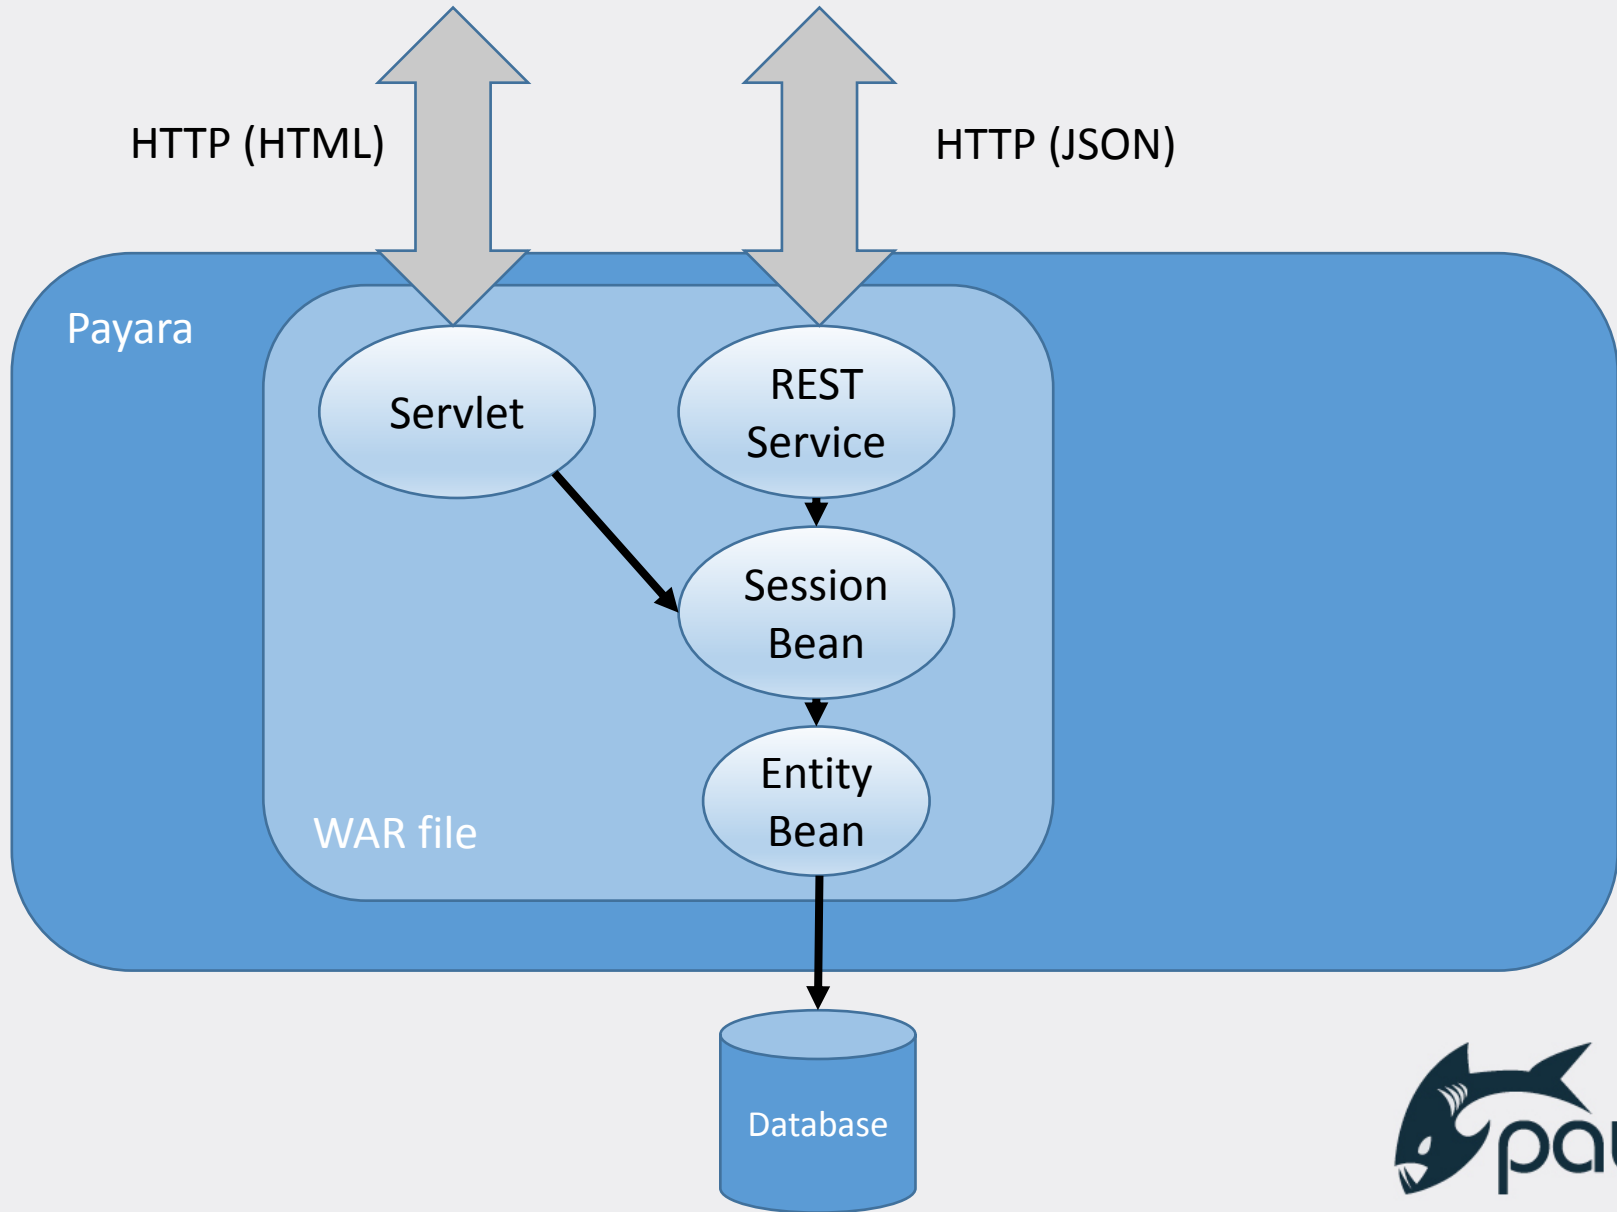 HTTP (HTML)
HTTP (JSON)
Payara
Servlet
REST
Service
Session
Bean
Entity
Bean
WAR file
Database